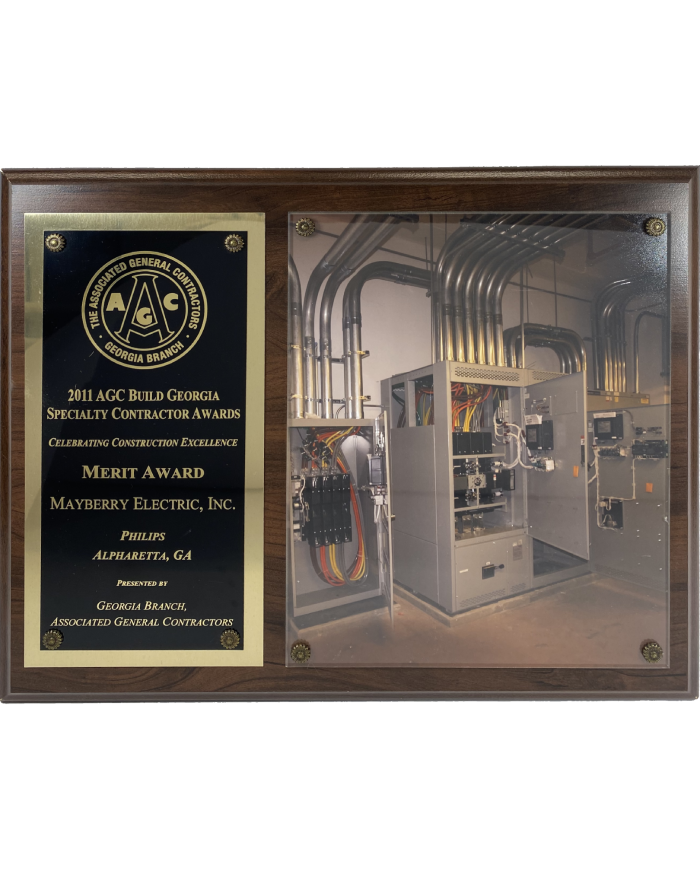 THE ASSOCIATED GENERAL CONTRACTORS
A G C
GEORGIA BRANCH
2011 AGC BUILD GEORGIA
SPECIALTY CONTRACTOR AWARDS
CELEBRATING CONSTRUCTION EXCELLENCE
MERIT AWARD
MAYBERRY ELECTRIC, INC.
PHILIPS
ALPHARETTA, GA
PRESENTED BY
GEORGIA BRANCH,
ASSOCIATED GENERAL CONTRACTORS